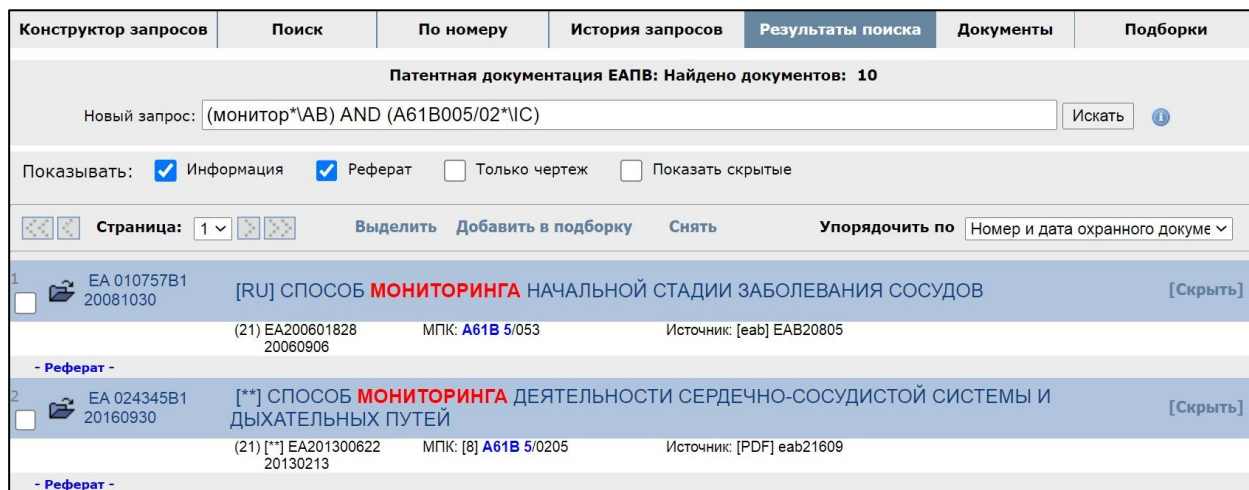 Конструктор запросов Поиск По номеру История запросов Результаты поиска Документы Подборки
Патентная документация ЕАПВ: Найдено документов: 10
Новый запрос: (монитор*\AB) AND (A61B005/02*\IC) Искать i
Показывать: Информация Реферат Только чертеж Показать скрытые
Страница: 1 Выделить Добавить в подборку Снять Упорядочить по Номер и дата охранного докуме
1 EA 010757B1 [RU] СПОСОБ МОНИТОРИНГА НАЧАЛЬНОЙ СТАДИИ ЗАБОЛЕВАНИЯ СОСУДОВ [Скрыть]
20081030
(21) EA200601828 МПК: A61B 5/053 Источник: [eab] EAB20805
20060906
- Реферат -
2 EA 024345B1 [**] СПОСОБ МОНИТОРИНГА ДЕЯТЕЛЬНОСТИ СЕРДЕЧНО-СОСУДИСТОЙ СИСТЕМЫ И [Скрыть]
20160930 ДЫХАТЕЛЬНЫХ ПУТЕЙ
(21) [**] EA201300622 МПК: [8] A61B 5/0205 Источник: [PDF] eab21609
20130213
- Реферат -